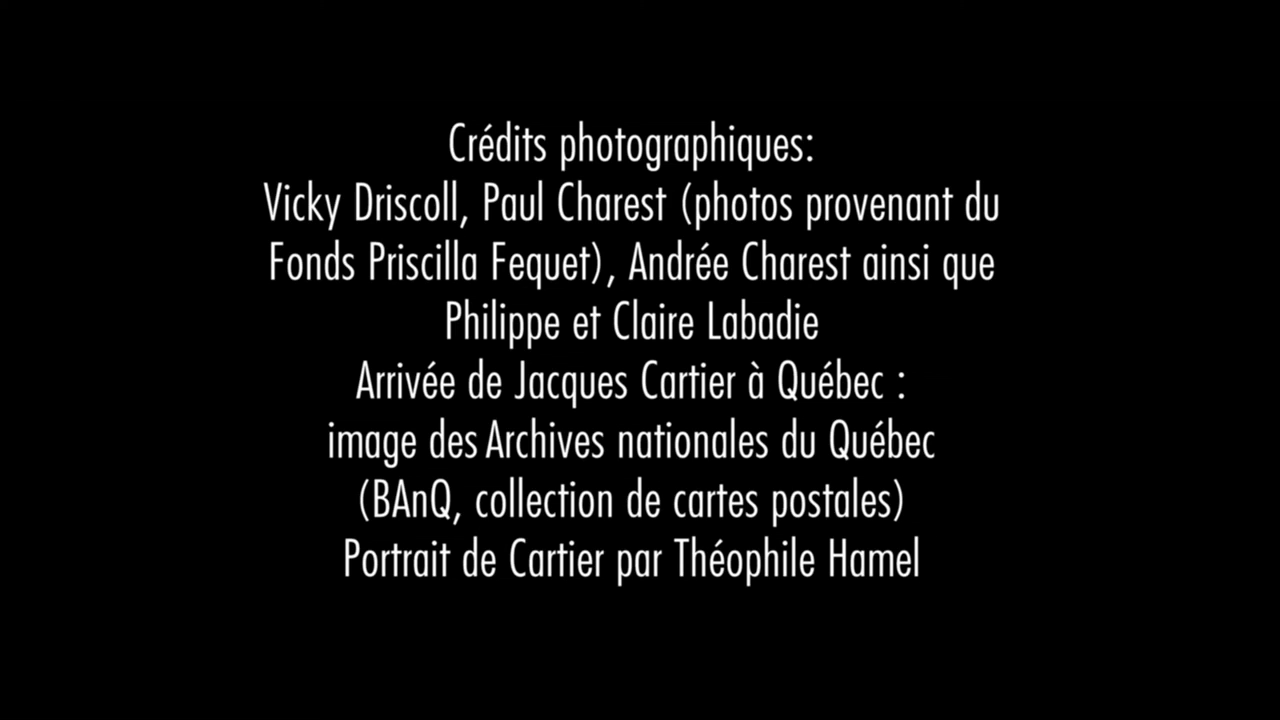 Crédits photographiques:
Vicky Driscoll, Paul Charest (photos provenant du
Fonds Priscilla Fequet), Andrée Charest ainsi que
Philippe et Claire Labadie
Arrivée de Jacques Cartier à Québec :
image des Archives nationales du Québec
(BAnQ, collection de cartes postales)
Portrait de Cartier par Théophile Hamel